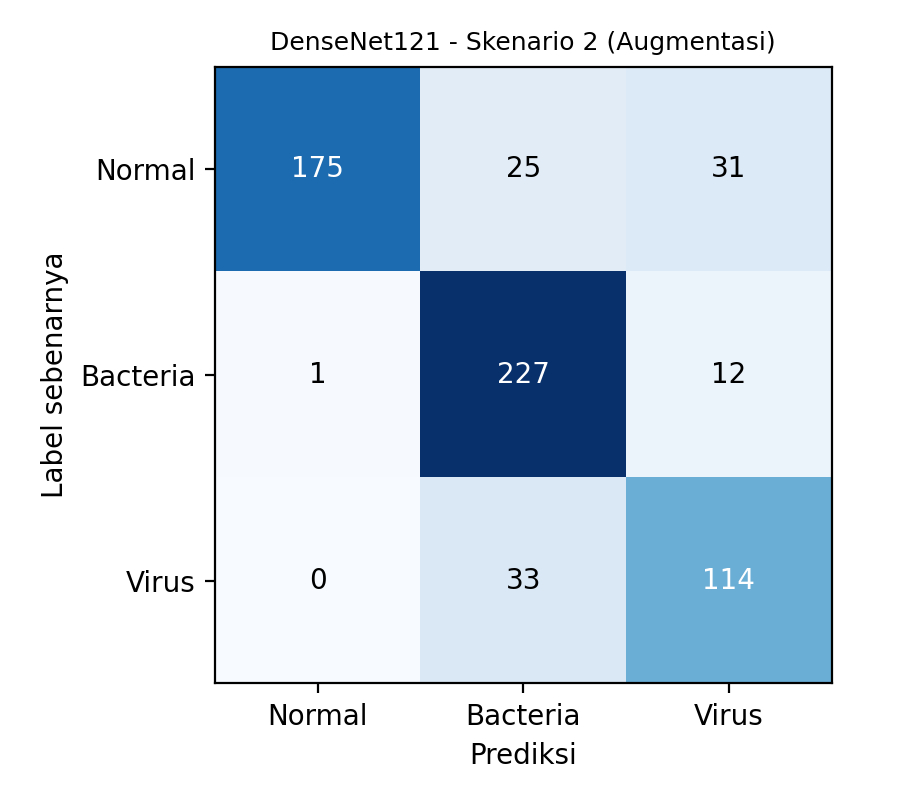 DenseNet121 - Skenario 2 (Augmentasi)
Label sebenarnya
Normal 175 25 31
Bacteria 1 227 12
Virus 0 33 114
Normal Bacteria Virus
Prediksi